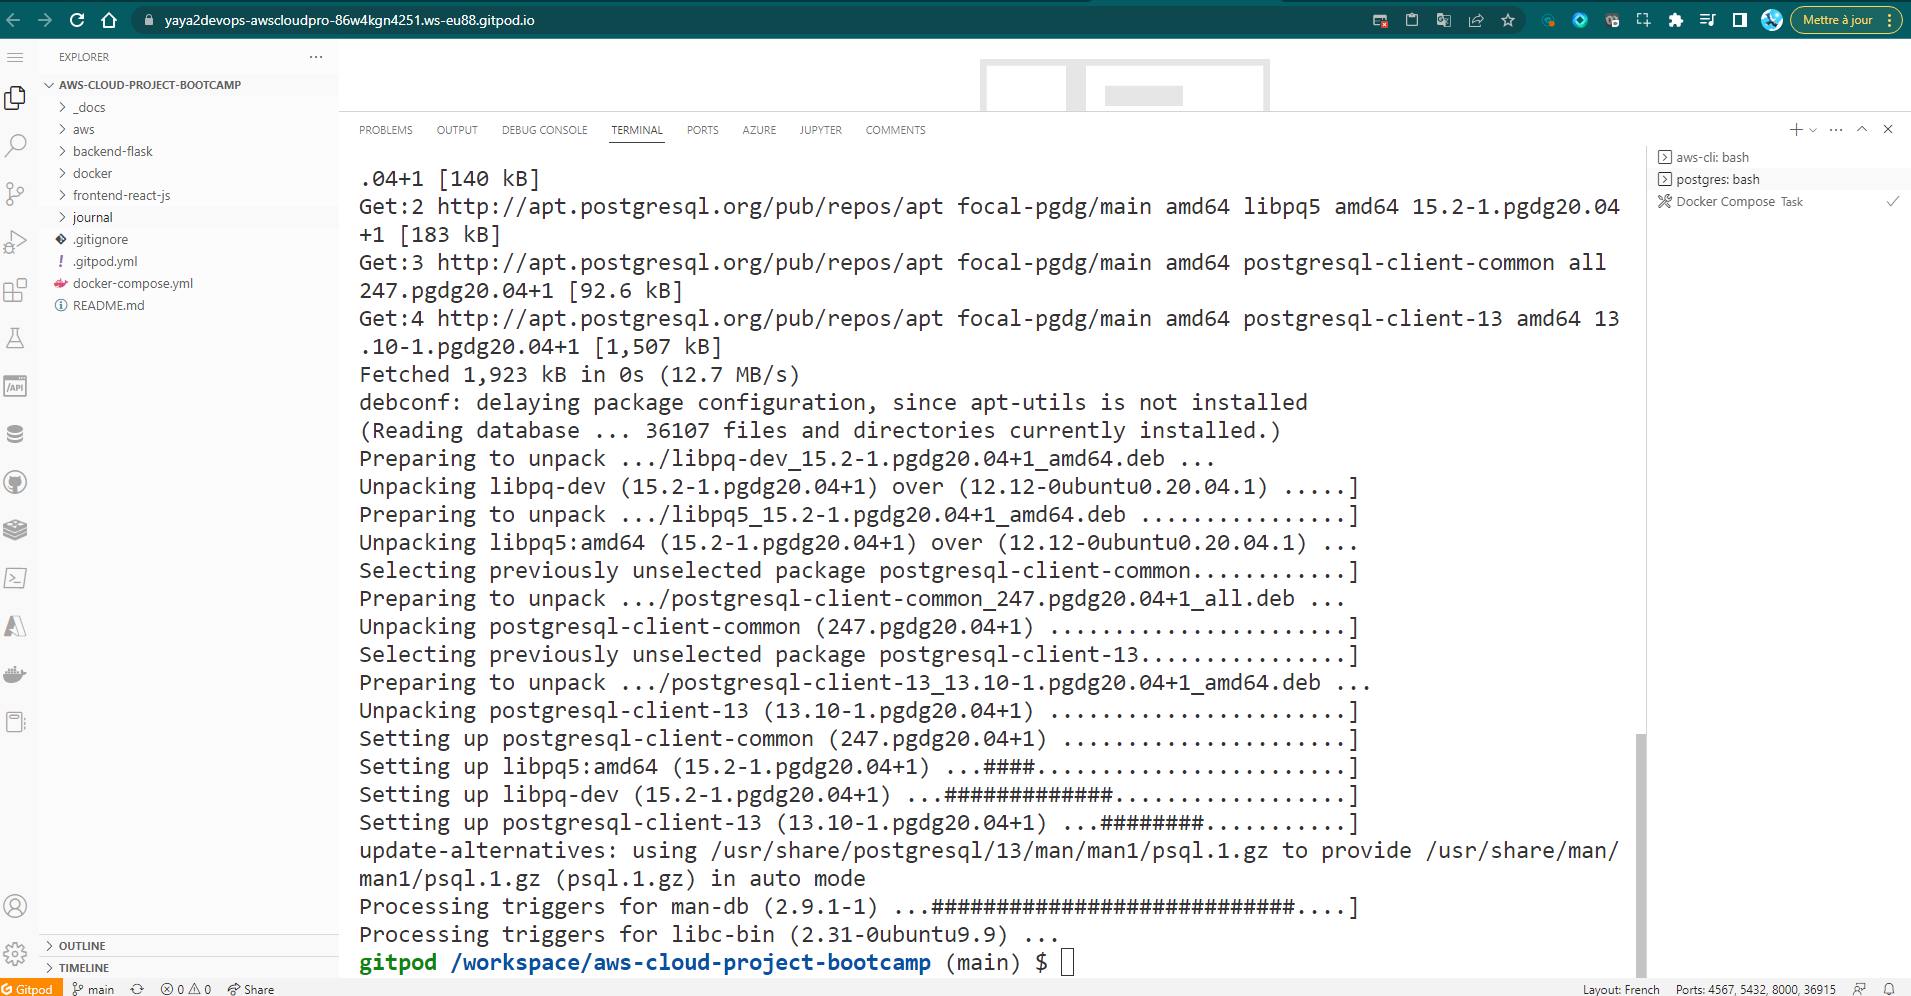 yaya2devops-awscloudpro-86w4kgn4251.ws-eu88.gitpod.io
Mettre à jour
EXPLORER
AWS-CLOUD-PROJECT-BOOTCAMP
_docs
aws
backend-flask
docker
frontend-react-js
journal
.gitignore
.gitpod.yml
docker-compose.yml
README.md
OUTLINE
TIMELINE
PROBLEMS OUTPUT DEBUG CONSOLE TERMINAL PORTS AZURE JUPYTER COMMENTS
.04+1 [140 kB]
Get:2 http://apt.postgresql.org/pub/repos/apt focal-pgdg/main amd64 libpq5 amd64 15.2-1.pgdg20.04
+1 [183 kB]
Get:3 http://apt.postgresql.org/pub/repos/apt focal-pgdg/main amd64 postgresql-client-common all
247.pgdg20.04+1 [92.6 kB]
Get:4 http://apt.postgresql.org/pub/repos/apt focal-pgdg/main amd64 postgresql-client-13 amd64 13
.10-1.pgdg20.04+1 [1,507 kB]
Fetched 1,923 kB in 0s (12.7 MB/s)
debconf: delaying package configuration, since apt-utils is not installed
(Reading database ... 36107 files and directories currently installed.)
Preparing to unpack .../libpq-dev_15.2-1.pgdg20.04+1_amd64.deb ...
Unpacking libpq-dev (15.2-1.pgdg20.04+1) over (12.12-0ubuntu0.20.04.1) .....]
Preparing to unpack .../libpq5_15.2-1.pgdg20.04+1_amd64.deb ................]
Unpacking libpq5:amd64 (15.2-1.pgdg20.04+1) over (12.12-0ubuntu0.20.04.1) ...
Selecting previously unselected package postgresql-client-common............]
Preparing to unpack .../postgresql-client-common_247.pgdg20.04+1_all.deb ...
Unpacking postgresql-client-common (247.pgdg20.04+1) .......................]
Selecting previously unselected package postgresql-client-13................]
Preparing to unpack .../postgresql-client-13_13.10-1.pgdg20.04+1_amd64.deb ...
Unpacking postgresql-client-13 (13.10-1.pgdg20.04+1) .......................]
Setting up postgresql-client-common (247.pgdg20.04+1) ......................]
Setting up libpq5:amd64 (15.2-1.pgdg20.04+1) ...####........................]
Setting up libpq-dev (15.2-1.pgdg20.04+1) ...#############..................]
Setting up postgresql-client-13 (13.10-1.pgdg20.04+1) ...########...........]
update-alternatives: using /usr/share/postgresql/13/man/man1/psql.1.gz to provide /usr/share/man/
man1/psql.1.gz (psql.1.gz) in auto mode
Processing triggers for man-db (2.9.1-1) ...############################....]
Processing triggers for libc-bin (2.31-0ubuntu9.9) ...
gitpod /workspace/aws-cloud-project-bootcamp (main) $
aws-cli: bash
postgres: bash
Docker Compose Task
/API
Gitpod main 0 0 Share
Layout: French Ports: 4567, 5432, 8000, 36915